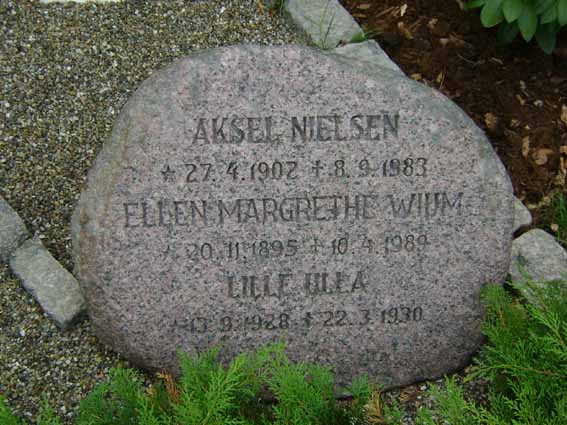 AKSEL NIELSEN
* 27.4.1902 + 8.9.1983
ELLEN MARGRETHE WIUM
* 20.11.1895 + 10.4.1989
LILLE ULLA
* 13.9.1928 + 22.3.1930